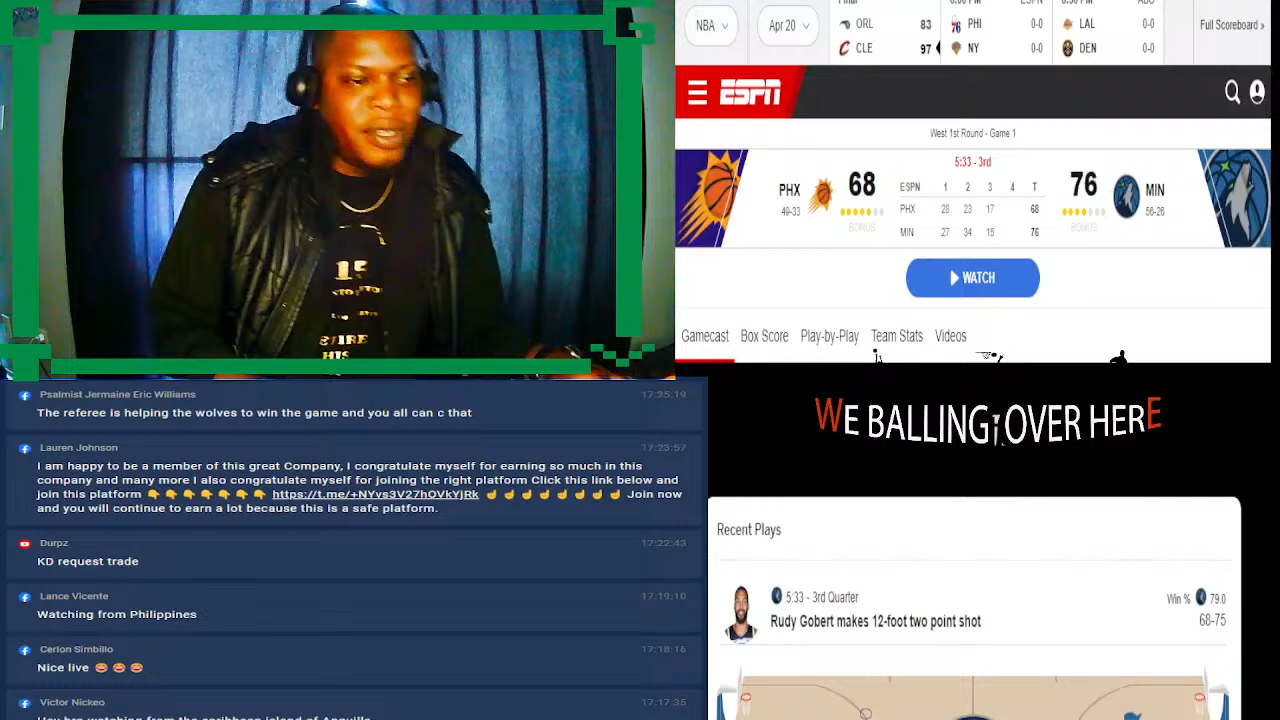 15
HIS
NBA
Apr 20
ORL 83
CLE 97
PHI 0-0
NY 0-0
LAL 0-0
DEN 0-0
Full Scoreboard »
ESPN
West 1st Round - Game 1
5:33 - 3rd
PHX
49-33
68
BONUS
ESPN 1 2 3 4 T
PHX 28 23 17 68
MIN 27 34 15 76
76
BONUS
MIN
56-26
WATCH
Gamecast Box Score Play-by-Play Team Stats Videos
Psalmist Jermaine Eric Williams 17:25:19
The referee is helping the wolves to win the game and you all can c that
Lauren Johnson 17:23:57
I am happy to be a member of this great Company, I congratulate myself for earning so much in this
company and many more I also congratulate myself for joining the right platform Click this link below and
join this platform 👇 👇 👇 👇 👇 👇 👇 https://t.me/+NYvs3V27hOVkYjRk ☝ ☝ ☝ ☝ ☝ ☝ ☝ ☝ Join now
and you will continue to earn a lot because this is a safe platform.
Durpz 17:22:43
KD request trade
Lance Vicente 17:19:10
Watching from Philippines
Cerlon Simbillo 17:18:16
Nice live
Victor Nickeo 17:17:35
WE BALLING OVER HERE
Recent Plays
5:33 - 3rd Quarter
Rudy Gobert makes 12-foot two point shot
Win % 79.0
68-75